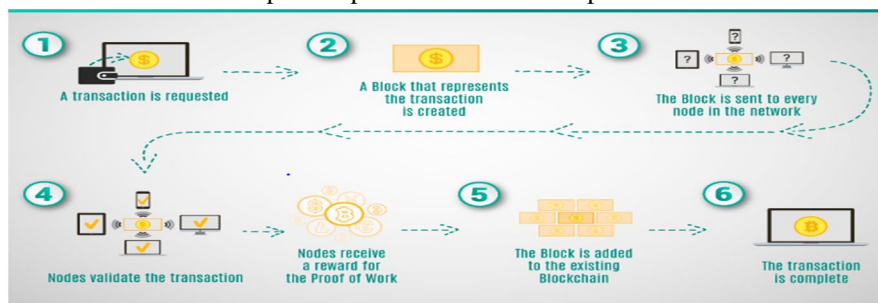 1
A transaction is requested
2
A Block that represents
the transaction
is created
3
The Block is sent to every
node in the network
4
Nodes validate the transaction
Nodes receive
a reward for
the Proof of Work
5
The Block is added
to the existing
Blockchain
6
The transaction
is complete